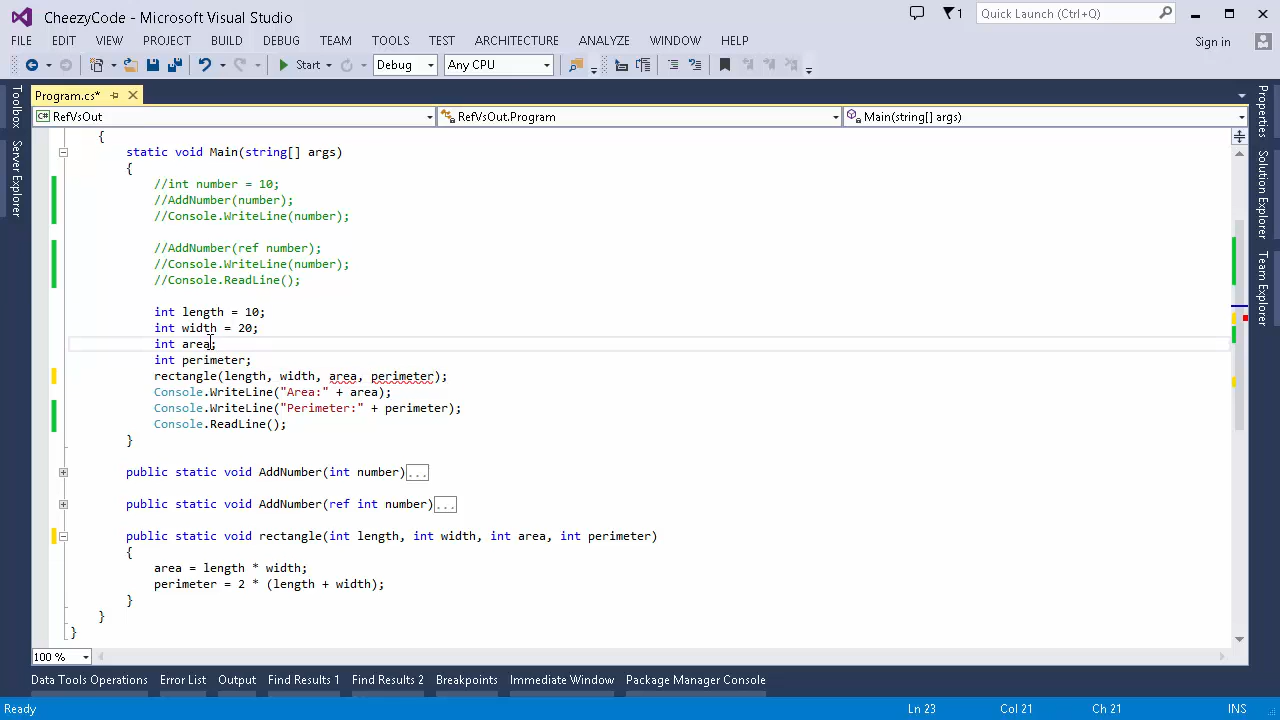 CheezyCode - Microsoft Visual Studio
1
Quick Launch (Ctrl+Q)
FILE EDIT VIEW PROJECT BUILD DEBUG TEAM TOOLS TEST ARCHITECTURE ANALYZE WINDOW HELP
Sign in
Start Debug Any CPU
Toolbox
Server Explorer
Program.cs*
C# RefVsOut
RefVsOut.Program
Main(string[] args)
{
static void Main(string[] args)
{
//int number = 10;
//AddNumber(number);
//Console.WriteLine(number);
//AddNumber(ref number);
//Console.WriteLine(number);
//Console.ReadLine();
int length = 10;
int width = 20;
int area;
int perimeter;
rectangle(length, width, area, perimeter);
Console.WriteLine("Area:" + area);
Console.WriteLine("Perimeter:" + perimeter);
Console.ReadLine();
}
public static void AddNumber(int number)...
public static void AddNumber(ref int number)...
public static void rectangle(int length, int width, int area, int perimeter)
{
area = length * width;
perimeter = 2 * (length + width);
}
}
}
Properties
Solution Explorer
Team Explorer
100 %
Data Tools Operations Error List Output Find Results 1 Find Results 2 Breakpoints Immediate Window Package Manager Console
Ready Ln 23 Col 21 Ch 21 INS